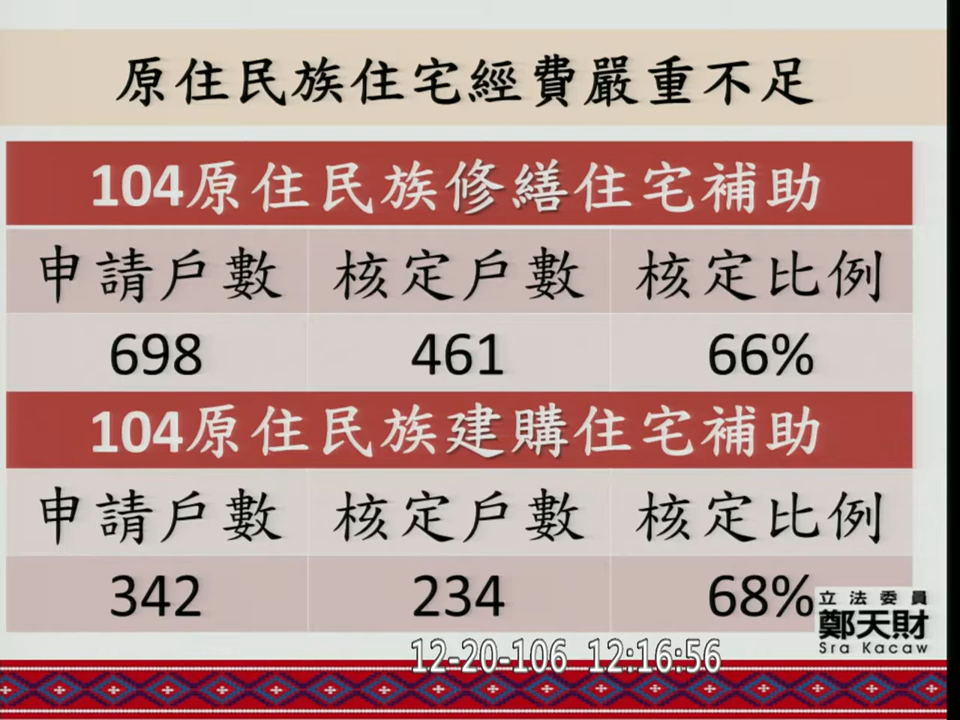 原住民族住宅經費嚴重不足
104原住民族修繕住宅補助
申請戶數 核定戶數 核定比例
698 461 66%
104原住民族建購住宅補助
申請戶數 核定戶數 核定比例
342 234 68%
立法委員
鄭天財
Sra Kacaw
12-20-106 12:16:56